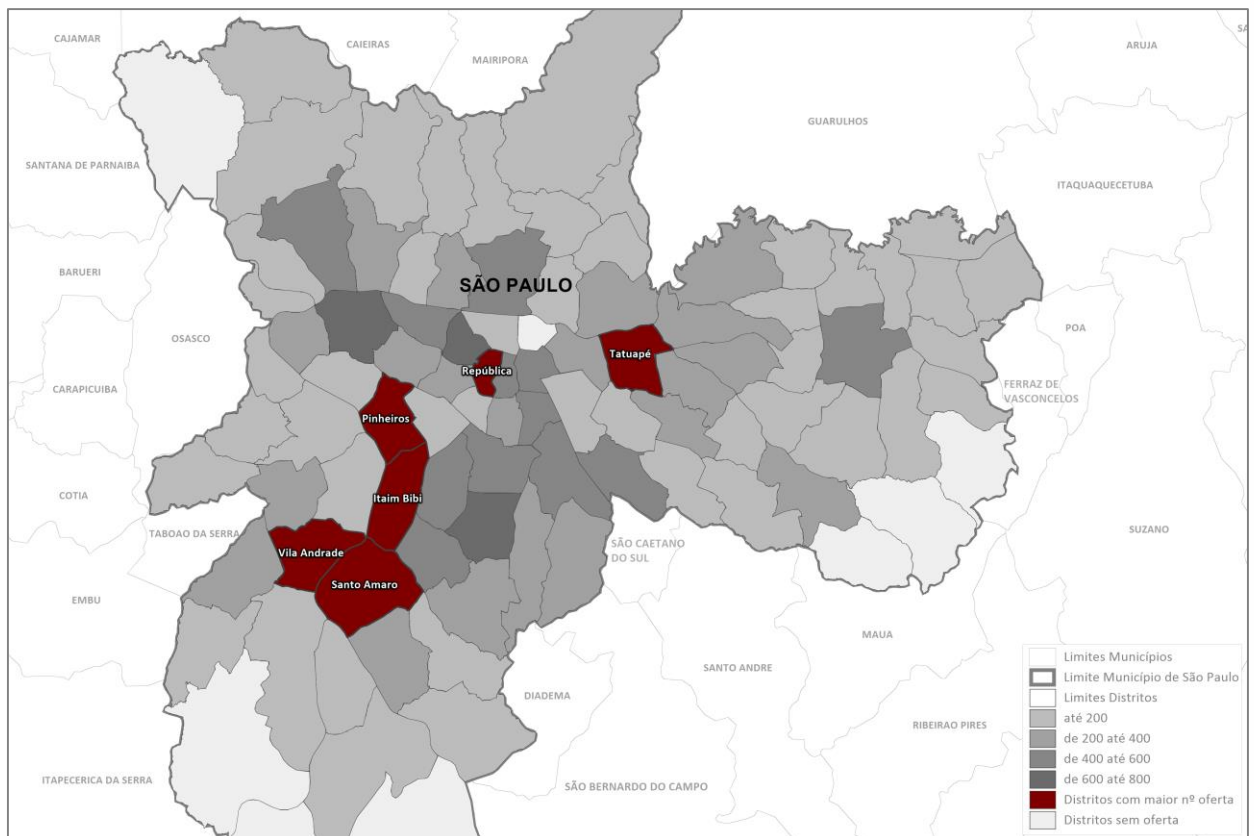 CAJAMAR
CAIEIRAS
MAIRIPORA
ARUJA
SA
GUARULHOS
SANTANA DE PARNAIBA
ITAQUAQUECETUBA
BARUERI
SÃO PAULO
OSASCO
POA
Tatuapé
República
CARAPICUIBA
FERRAZ DE
VASCONCELOS
Pinheiros
COTIA
Itaim Bibi
TABOAO DA SERRA
SUZANO
SÃO CAETANO
DO SUL
Vila Andrade
Santo Amaro
EMBU
MAUA
SANTO ANDRE
DIADEMA
RIBEIRAO PIRES
ITAPECERICA DA SERRA
SÃO BERNARDO DO CAMPO
Limites Municípios
Limite Município de São Paulo
Limites Distritos
até 200
de 200 até 400
de 400 até 600
de 600 até 800
Distritos com maior nº oferta
Distritos sem oferta